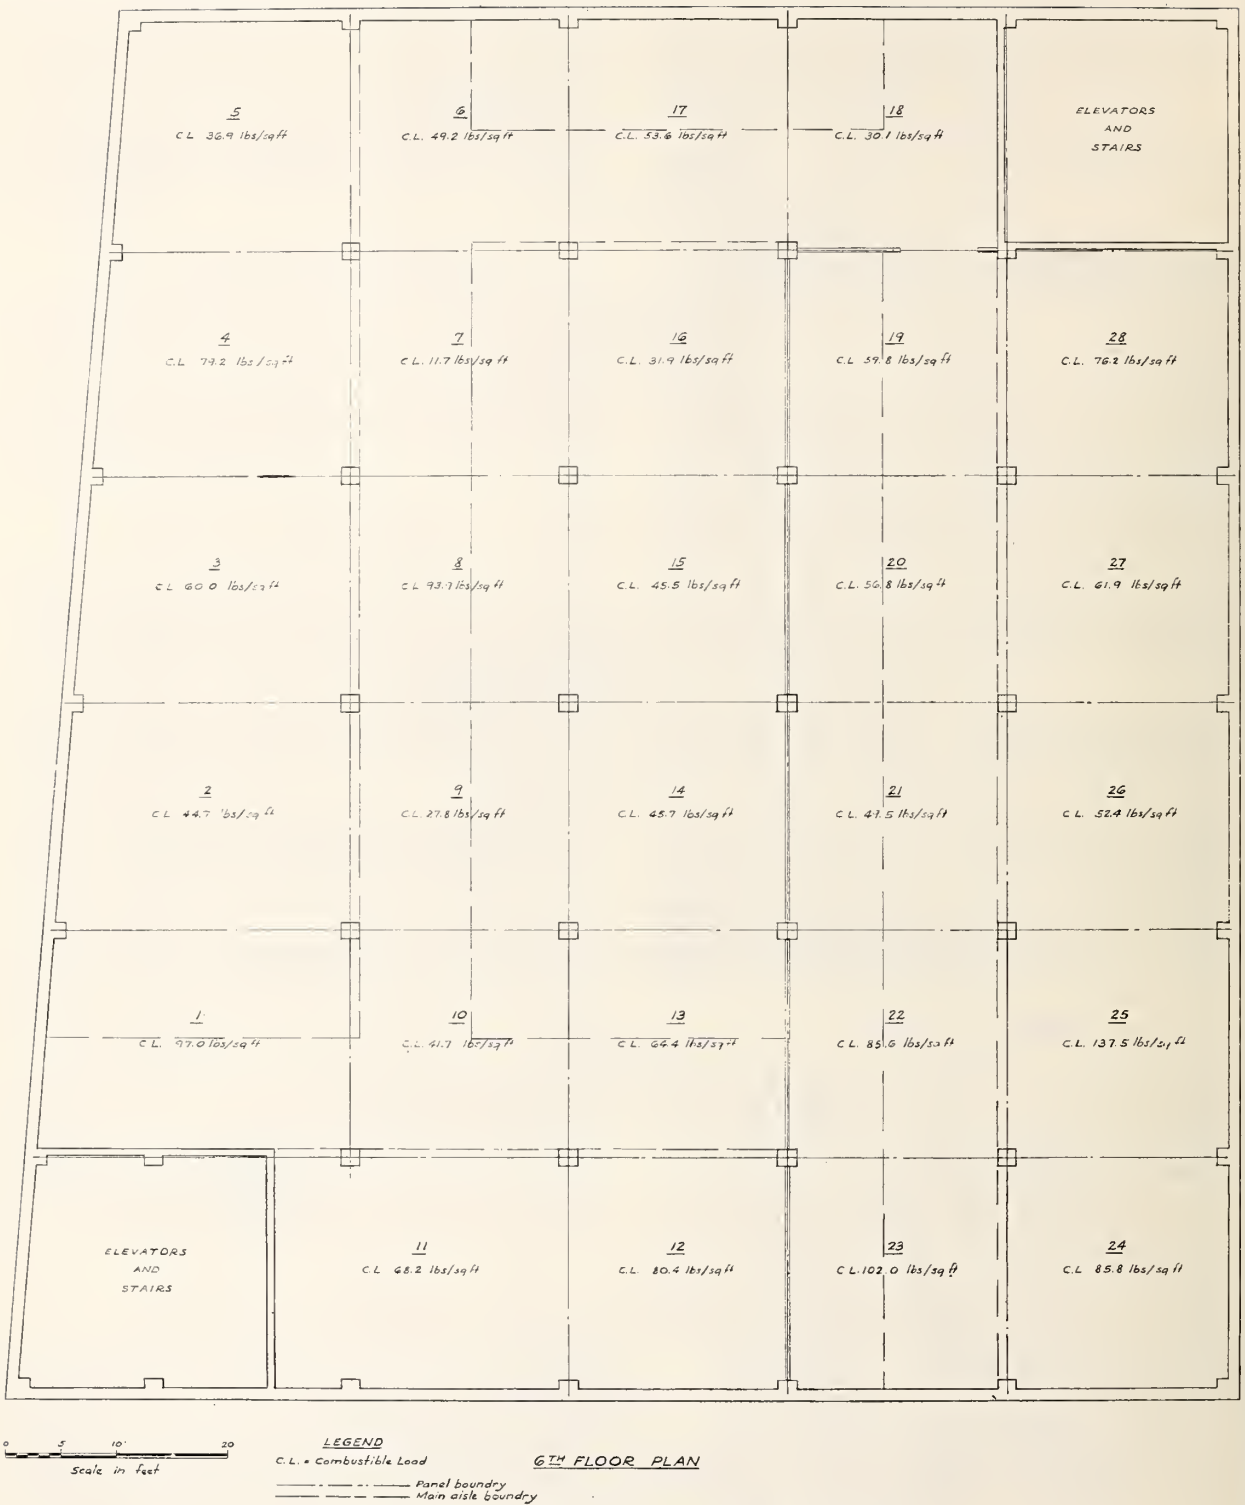 5
C L 36.9 lbs/sq ft
6
C.L. 49.2 lbs/sq ft
17
C.L. 53.6 lbs/sq ft
18
C.L. 30.1 lbs/sq ft
ELEVATORS
AND
STAIRS
4
C.L 79.2 lbs/sq ft
7
C L. 11.7 lbs/sq ft
16
C.L. 31.9 lbs/sq ft
19
C.L 59.8 lbs/sq ft
28
C L. 76.2 lbs/sq ft
3
C L 60 0 lbs/sq ft
8
C L 93.7 lbs/sq ft
15
C L. 45.5 lbs/sq ft
20
C L. 56.8 lbs/sq ft
27
C L. 61.9 lbs/sq ft
2
C L 44.7 lbs/sq ft
9
C L. 27.8 lbs/sq ft
14
C L. 45.7 lbs/sq ft
21
C L. 49.5 lbs/sq ft
26
C L. 52.4 lbs/sq ft
1
C L. 97.0 lbs/sq ft
10
C.L. 41.7 lbs/sq ft
13
C L. 64.4 lbs/sq ft
22
C L. 85.6 lbs/sq ft
25
C L. 137.5 lbs/sq ft
ELEVATORS
AND
STAIRS
11
C L 68.2 lbs/sq ft
12
C.L. 80.4 lbs/sq ft
23
C L. 102.0 lbs/sq ft
24
C.L 85.8 lbs/sq ft
0 5 10 20
Scale in feet
LEGEND
C.L. = Combustible Load
Panel boundry
Main aisle boundry
6TH FLOOR PLAN